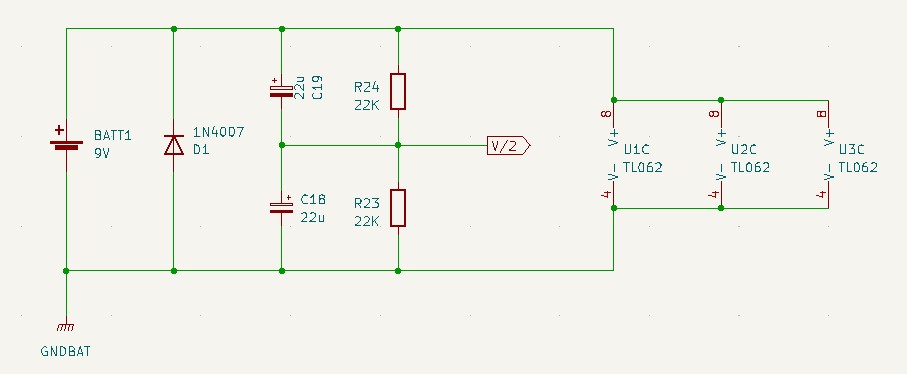 +
BATT1
9V
1N4007
D1
+
22u
C19
R24
22K
V/2
+
C18
22u
R23
22K
8
V+
U1C
TL062
V-
4
8
V+
U2C
TL062
V-
4
8
V+
U3C
TL062
V-
4
GNDBAT